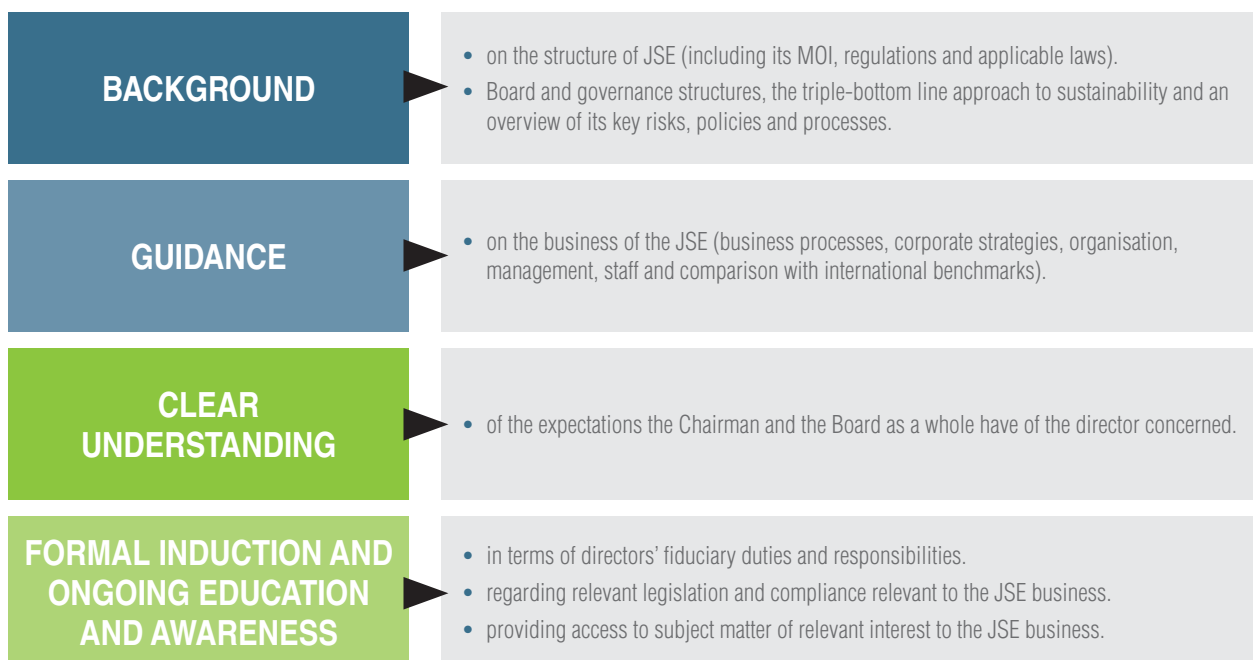 BACKGROUND
• on the structure of JSE (including its MOI, regulations and applicable laws).
• Board and governance structures, the triple-bottom line approach to sustainability and an
overview of its key risks, policies and processes.
GUIDANCE
• on the business of the JSE (business processes, corporate strategies, organisation,
management, staff and comparison with international benchmarks).
CLEAR
UNDERSTANDING
• of the expectations the Chairman and the Board as a whole have of the director concerned.
FORMAL INDUCTION AND
ONGOING EDUCATION
AND AWARENESS
• in terms of directors’ fiduciary duties and responsibilities.
• regarding relevant legislation and compliance relevant to the JSE business.
• providing access to subject matter of relevant interest to the JSE business.